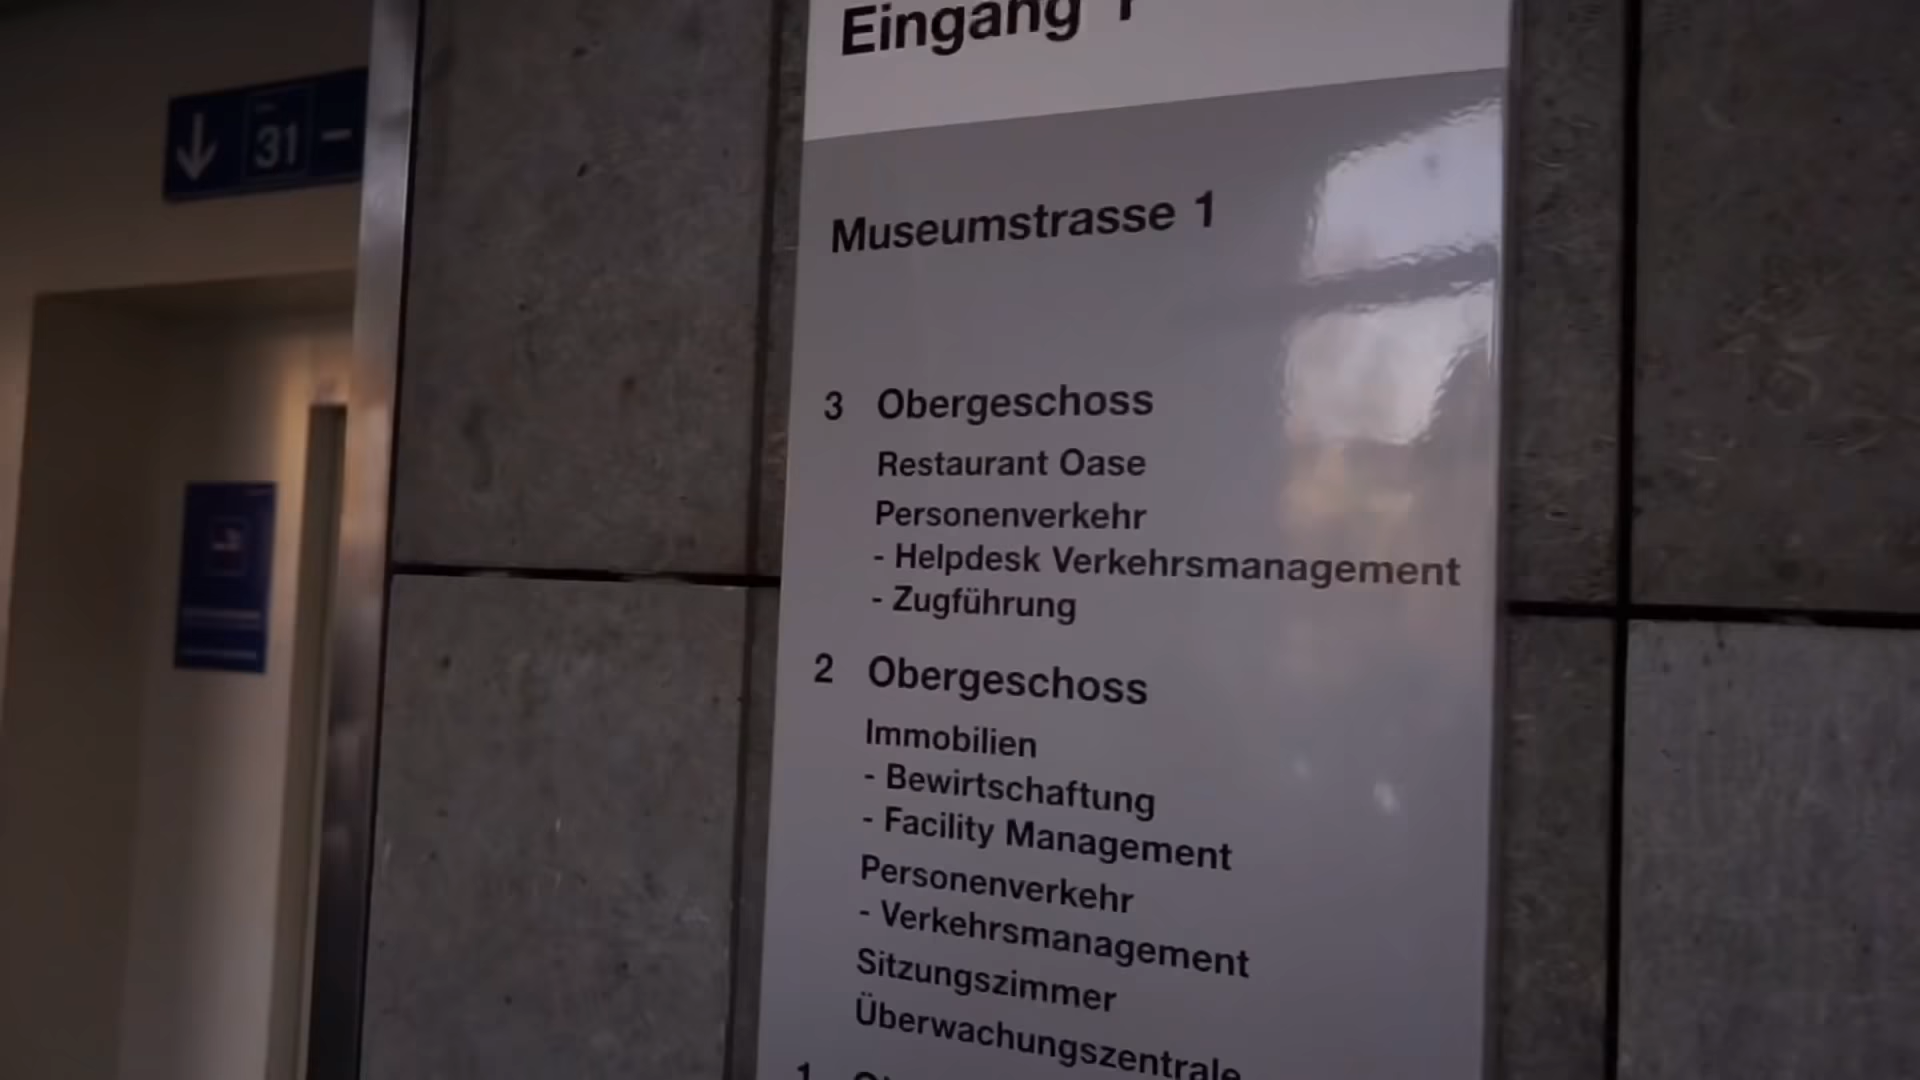 Eingang
31 -
Museumstrasse 1
3 Obergeschoss
Restaurant Oase
Personenverkehr
- Helpdesk Verkehrsmanagement
- Zugführung
2 Obergeschoss
Immobilien
- Bewirtschaftung
- Facility Management
Personenverkehr
- Verkehrsmanagement
Sitzungszimmer
Überwachungszentrale
1